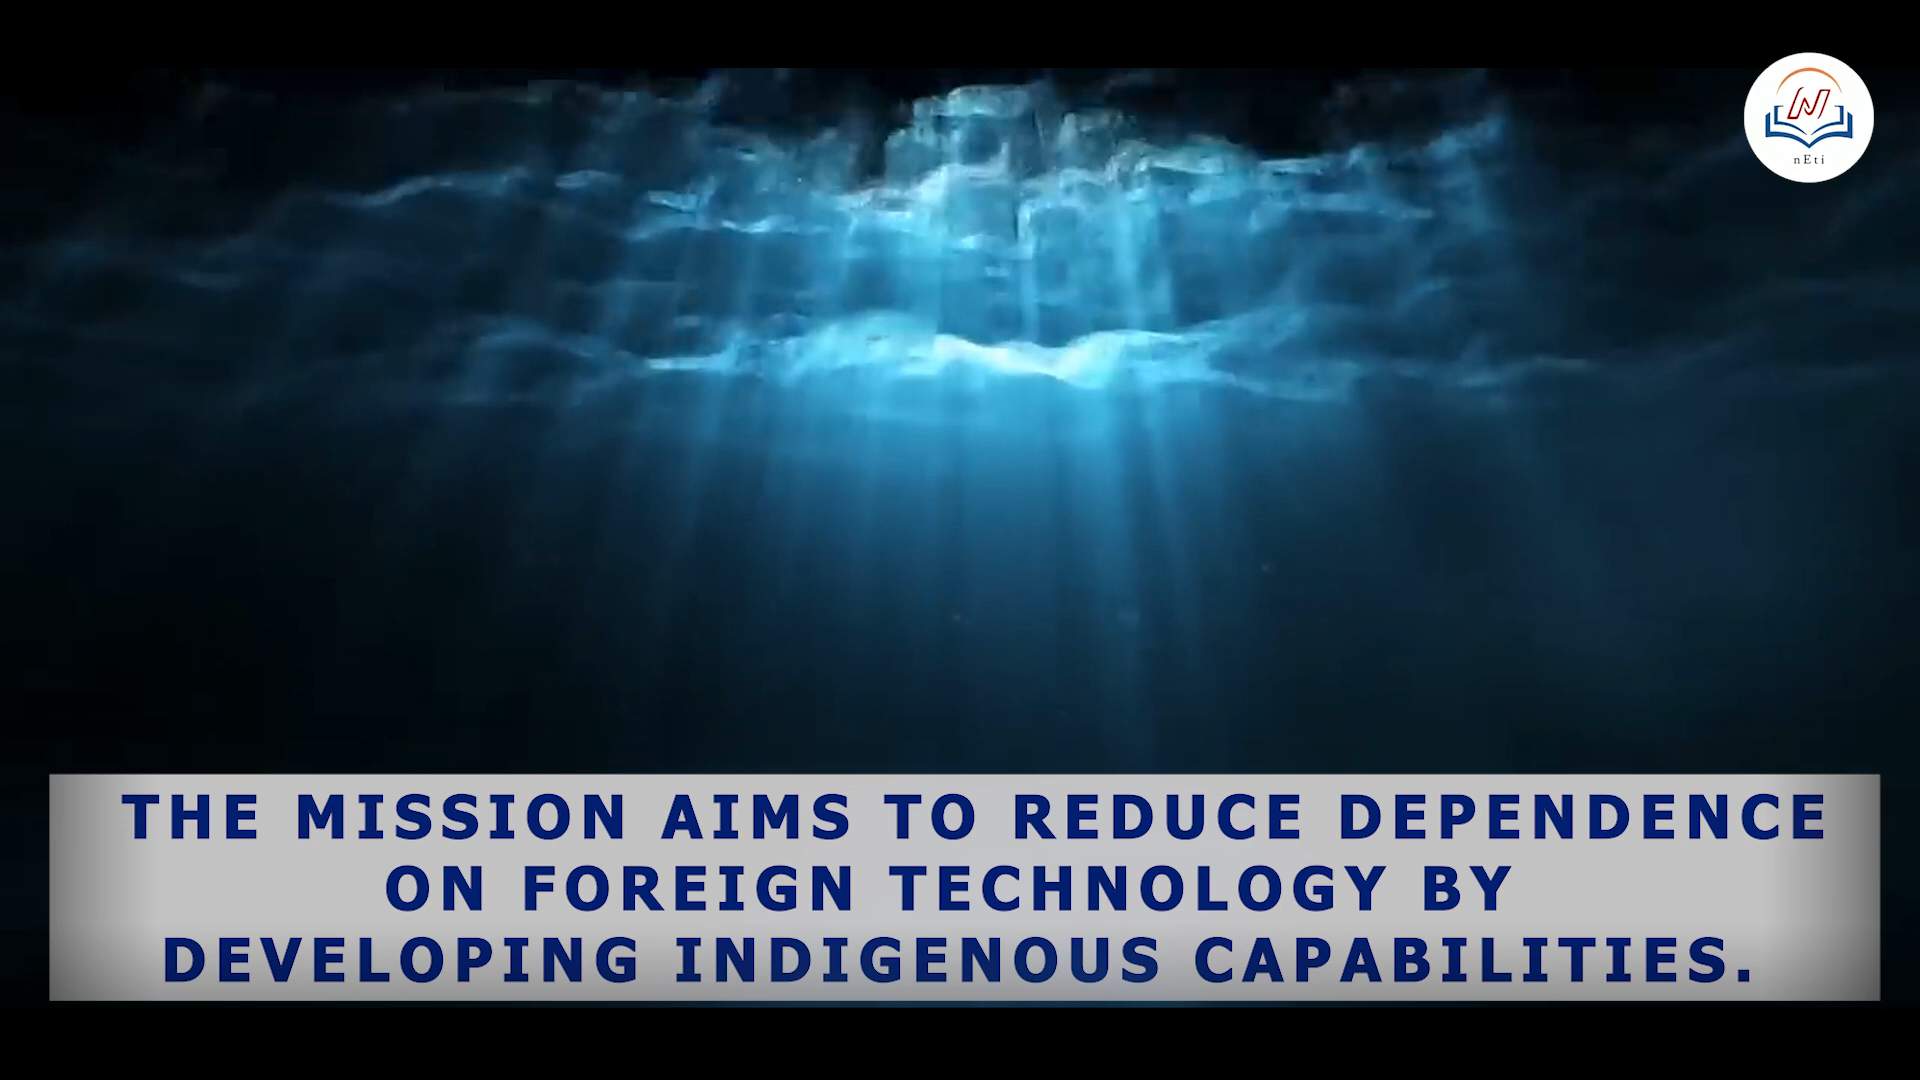 nEti
THE MISSION AIMS TO REDUCE DEPENDENCE
ON FOREIGN TECHNOLOGY BY
DEVELOPING INDIGENOUS CAPABILITIES.